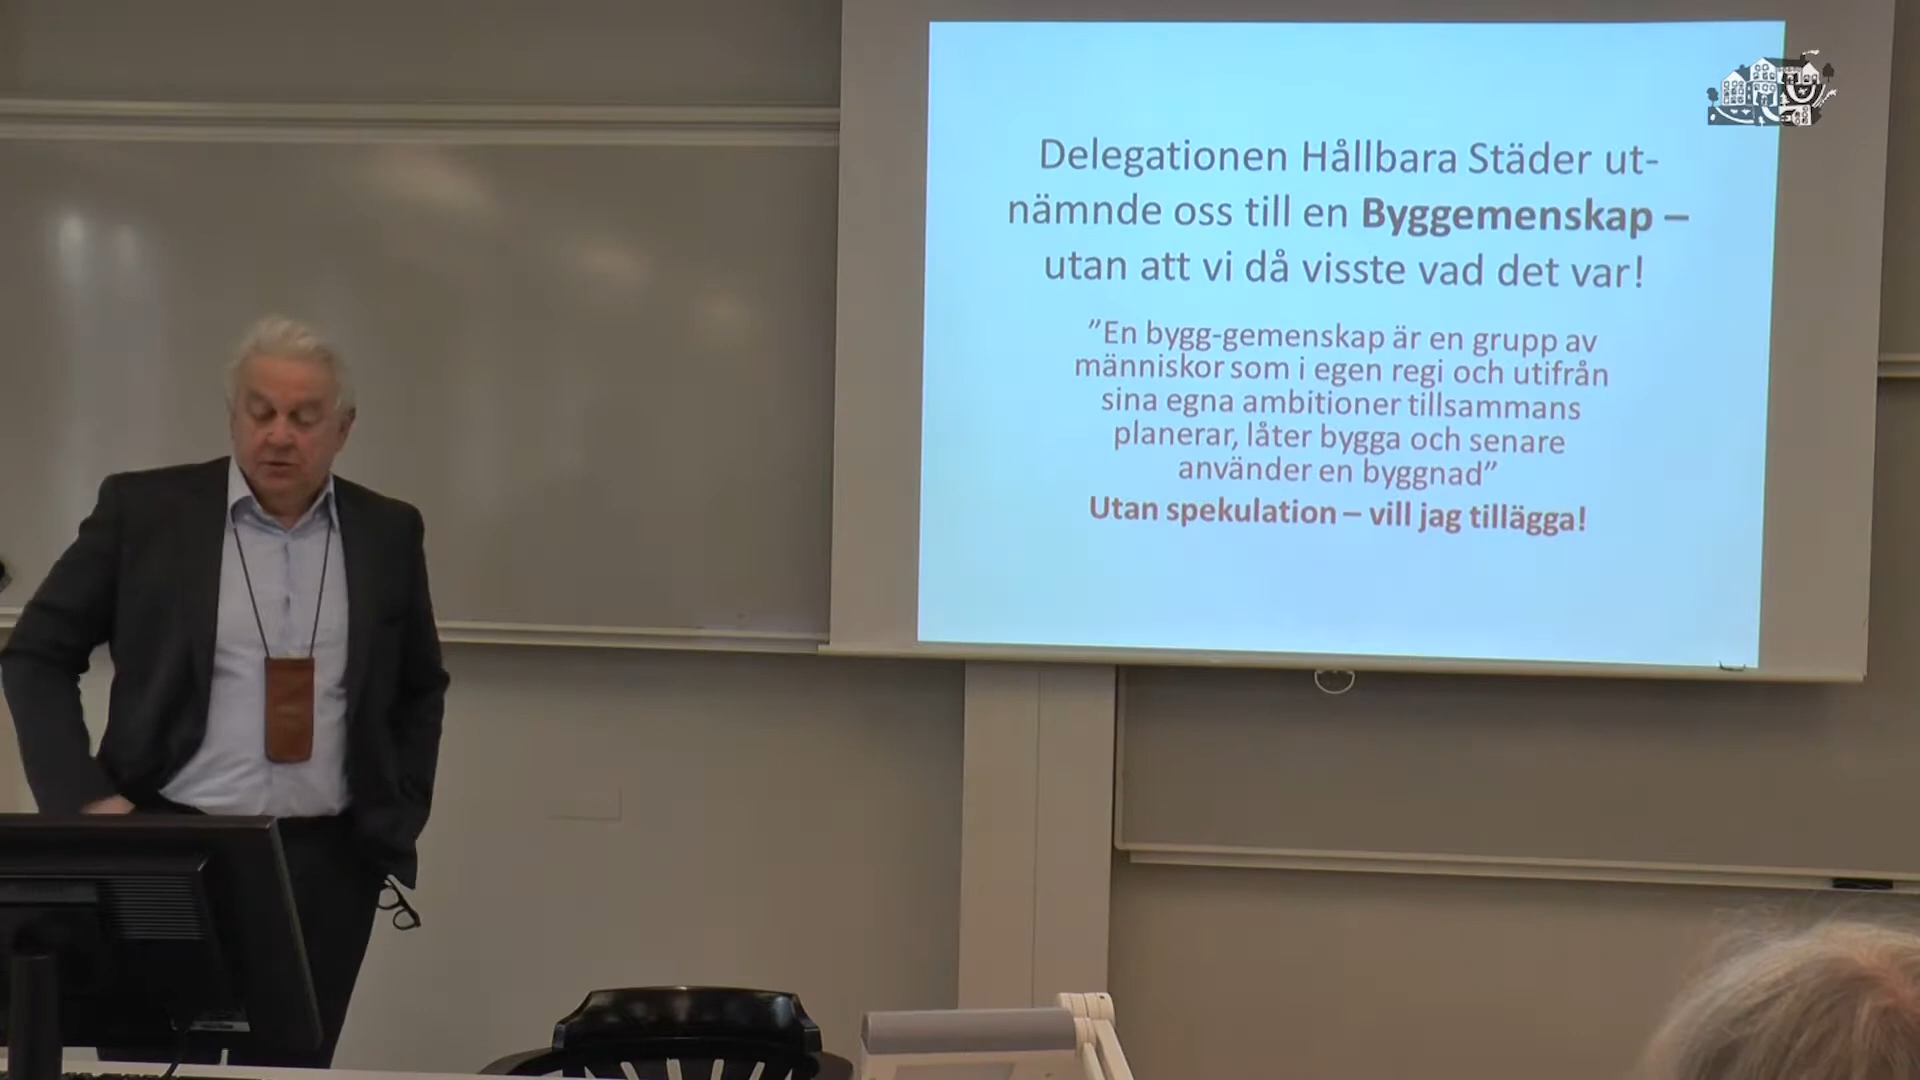 Delegationen Hållbara Städer ut-
nämnde oss till en Byggemenskap –
utan att vi då visste vad det var!
”En bygg-gemenskap är en grupp av
människor som i egen regi och utifrån
sina egna ambitioner tillsammans
planerar, låter bygga och senare
använder en byggnad”
Utan spekulation – vill jag tillägga!